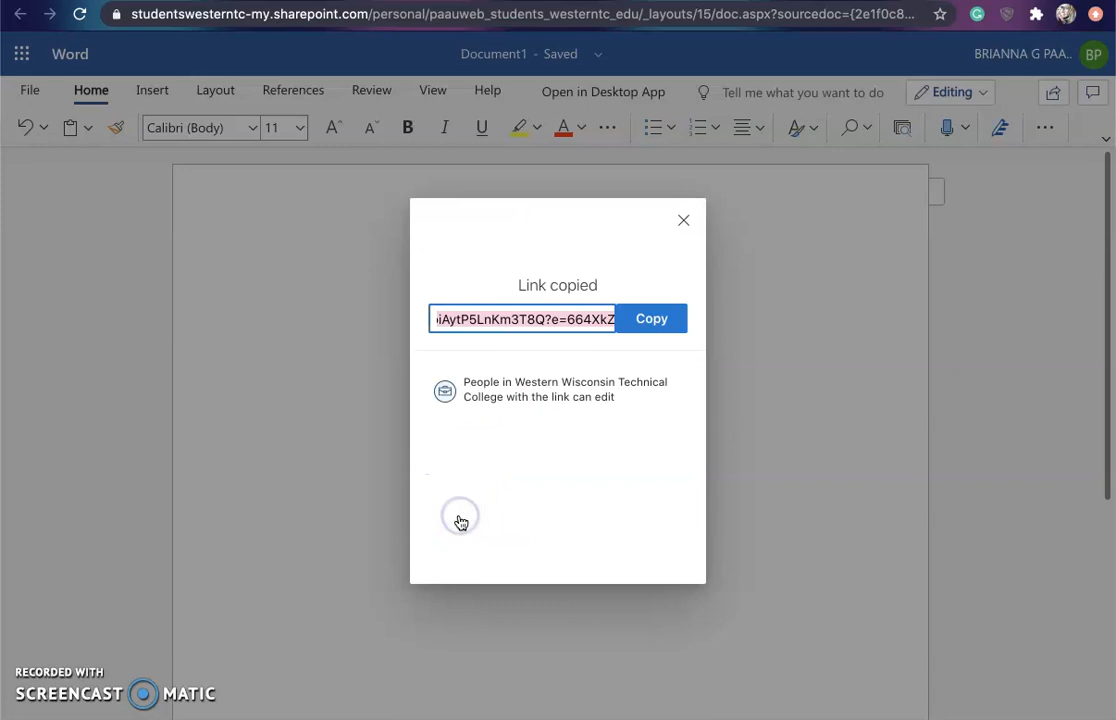 studentswesterntc-my.sharepoint.com/personal/paauweb_students_westerntc_edu/_layouts/15/doc.aspx?sourcedoc={2e1f0c8...
Word
Document1 - Saved
BRIANNA G PAA..
BP
File
Home
Insert
Layout
References
Review
View
Help
Open in Desktop App
Tell me what you want to do
Editing
Calibri (Body)
11
A
A
B
I
U
A
Link copied
iAytP5LnKm3T8Q?e=664XkZ
Copy
People in Western Wisconsin Technical
College with the link can edit
RECORDED WITH
SCREENCAST MATIC